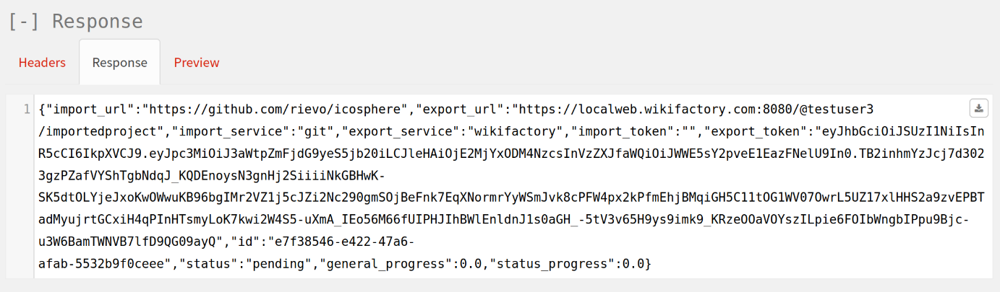 [-] Response
Headers
Response
Preview
1
{"import_url":"https://github.com/rievo/icosphere","export_url":"https://localweb.wikifactory.com:8080/@testuser3
/importedproject","import_service":"git","export_service":"wikifactory","import_token":"","export_token":"eyJhbGciOiJSUzI1NiIsIn
R5cCI6IkpXVCJ9.eyJpc3MiOiJ3aWtpZmFjdG9yeS5jb20iLCJleHAiOjE2MjYxODM4NzcsInVzZXJfaWQiOiJWWE5sY2pveE1EazFNelU9In0.TB2inhmYzJcj7d302
3gzPZafVYShTgbNdqJ_KQDEnoysN3gnHj2SiiiiNkGBHwK-
SK5dtOLYjeJxoKwOWwuKB96bgIMr2VZ1j5cJZi2Nc290gmSOjBeFnk7EqXNormrYyWSmJvk8cPFW4px2kPfmEhjBMqiGH5C11tOG1WV07OwrL5UZ17xlHHS2a9zvEPBT
adMyujrtGCxiH4qPInHTsmyLoK7kwi2W4S5-uXmA_IEo56M66fUIPHJIhBWlEnldnJ1s0aGH_-5tV3v65H9ys9imk9_KRzeOOaVOYszILpie6FOIbWngbIPpu9Bjc-
u3W6BamTWNVB7lfD9QG09ayQ","id":"e7f38546-e422-47a6-
afab-5532b9f0ceee","status":"pending","general_progress":0.0,"status_progress":0.0}